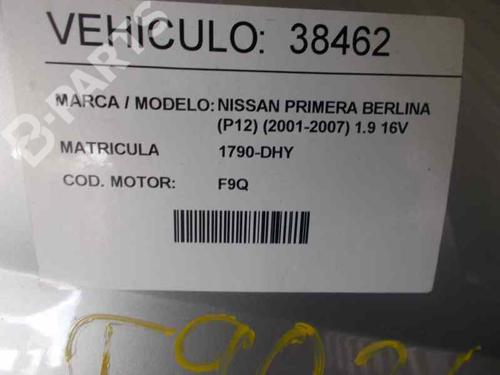 VEHICULO: 38462
MARCA / MODELO: NISSAN PRIMERA BERLINA
(P12) (2001-2007) 1.9 16V
MATRICULA 1790-DHY
COD. MOTOR: F9Q
B-PARTS